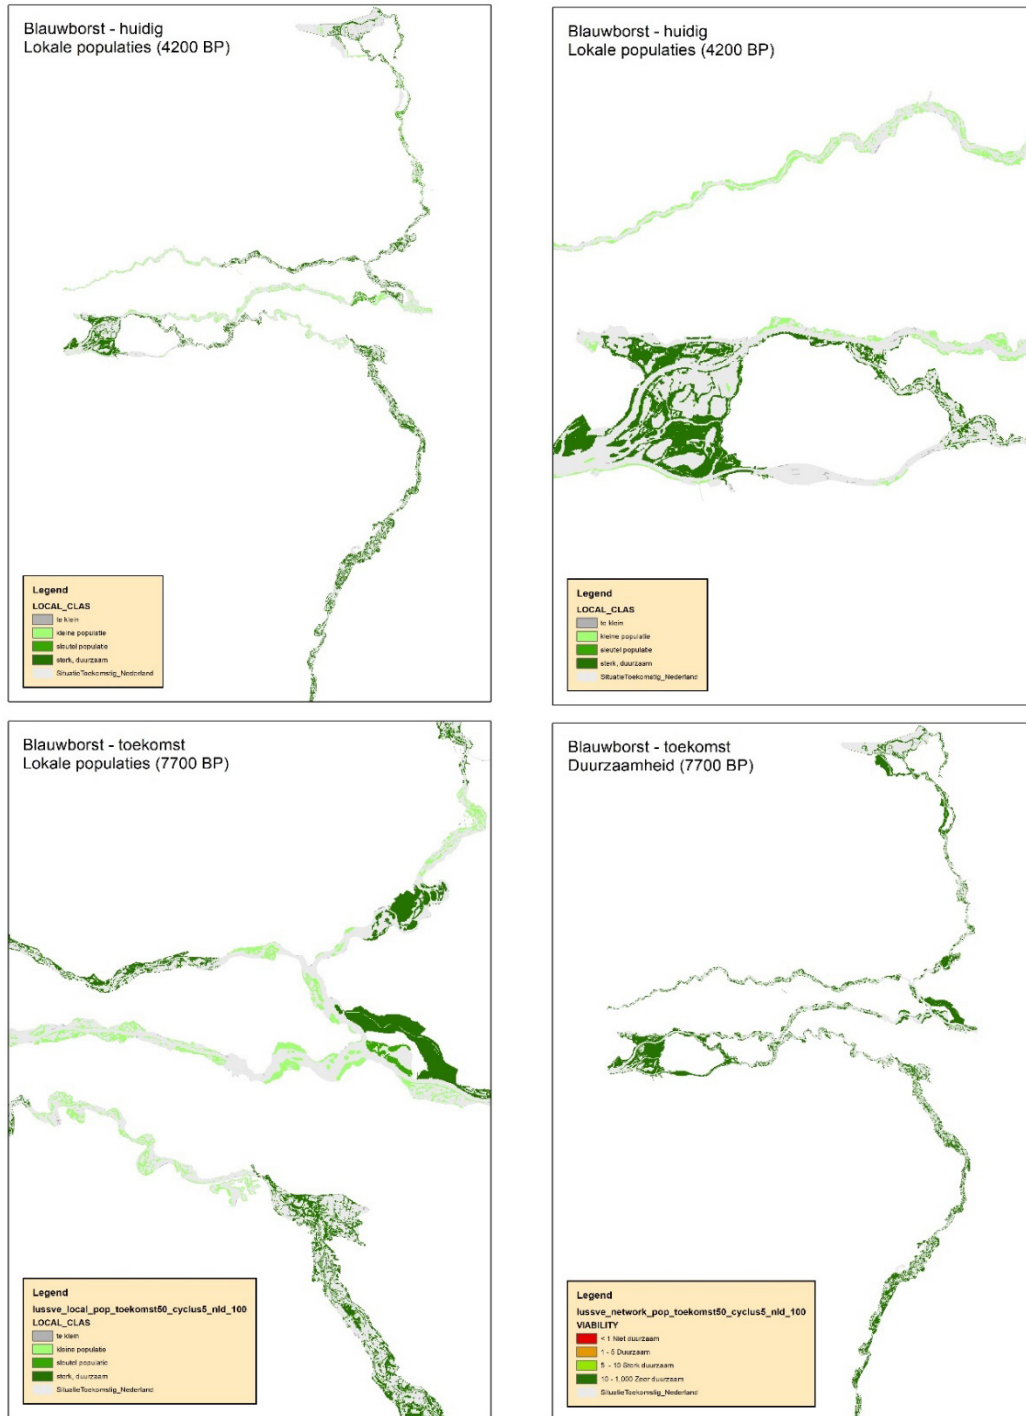 Blauwborst - huidig
Lokale populaties (4200 BP)
Legend
LOCAL_CLAS
te klein
kleine populatie
sleutel populatie
sterk, duurzaam
SituatieToekomstig_Nederland
Blauwborst - huidig
Lokale populaties (4200 BP)
Legend
LOCAL_CLAS
te klein
kleine populatie
sleutel populatie
sterk, duurzaam
SituatieToekomstig_Nederland
Blauwborst - toekomst
Lokale populaties (7700 BP)
Legend
lussve_local_pop_toekomst50_cyclus5_nld_100
LOCAL_CLAS
te klein
kleine populatie
sleutel populatie
sterk, duurzaam
SituatieToekomstig_Nederland
Blauwborst - toekomst
Duurzaamheid (7700 BP)
Legend
lussve_network_pop_toekomst50_cyclus5_nld_100
VIABILITY
< 1 Niet duurzaam
1 - 5 Duurzaam
5 - 10 Sterk duurzaam
10 - 1,000 Zeer duurzaam
SituatieToekomstig_Nederland